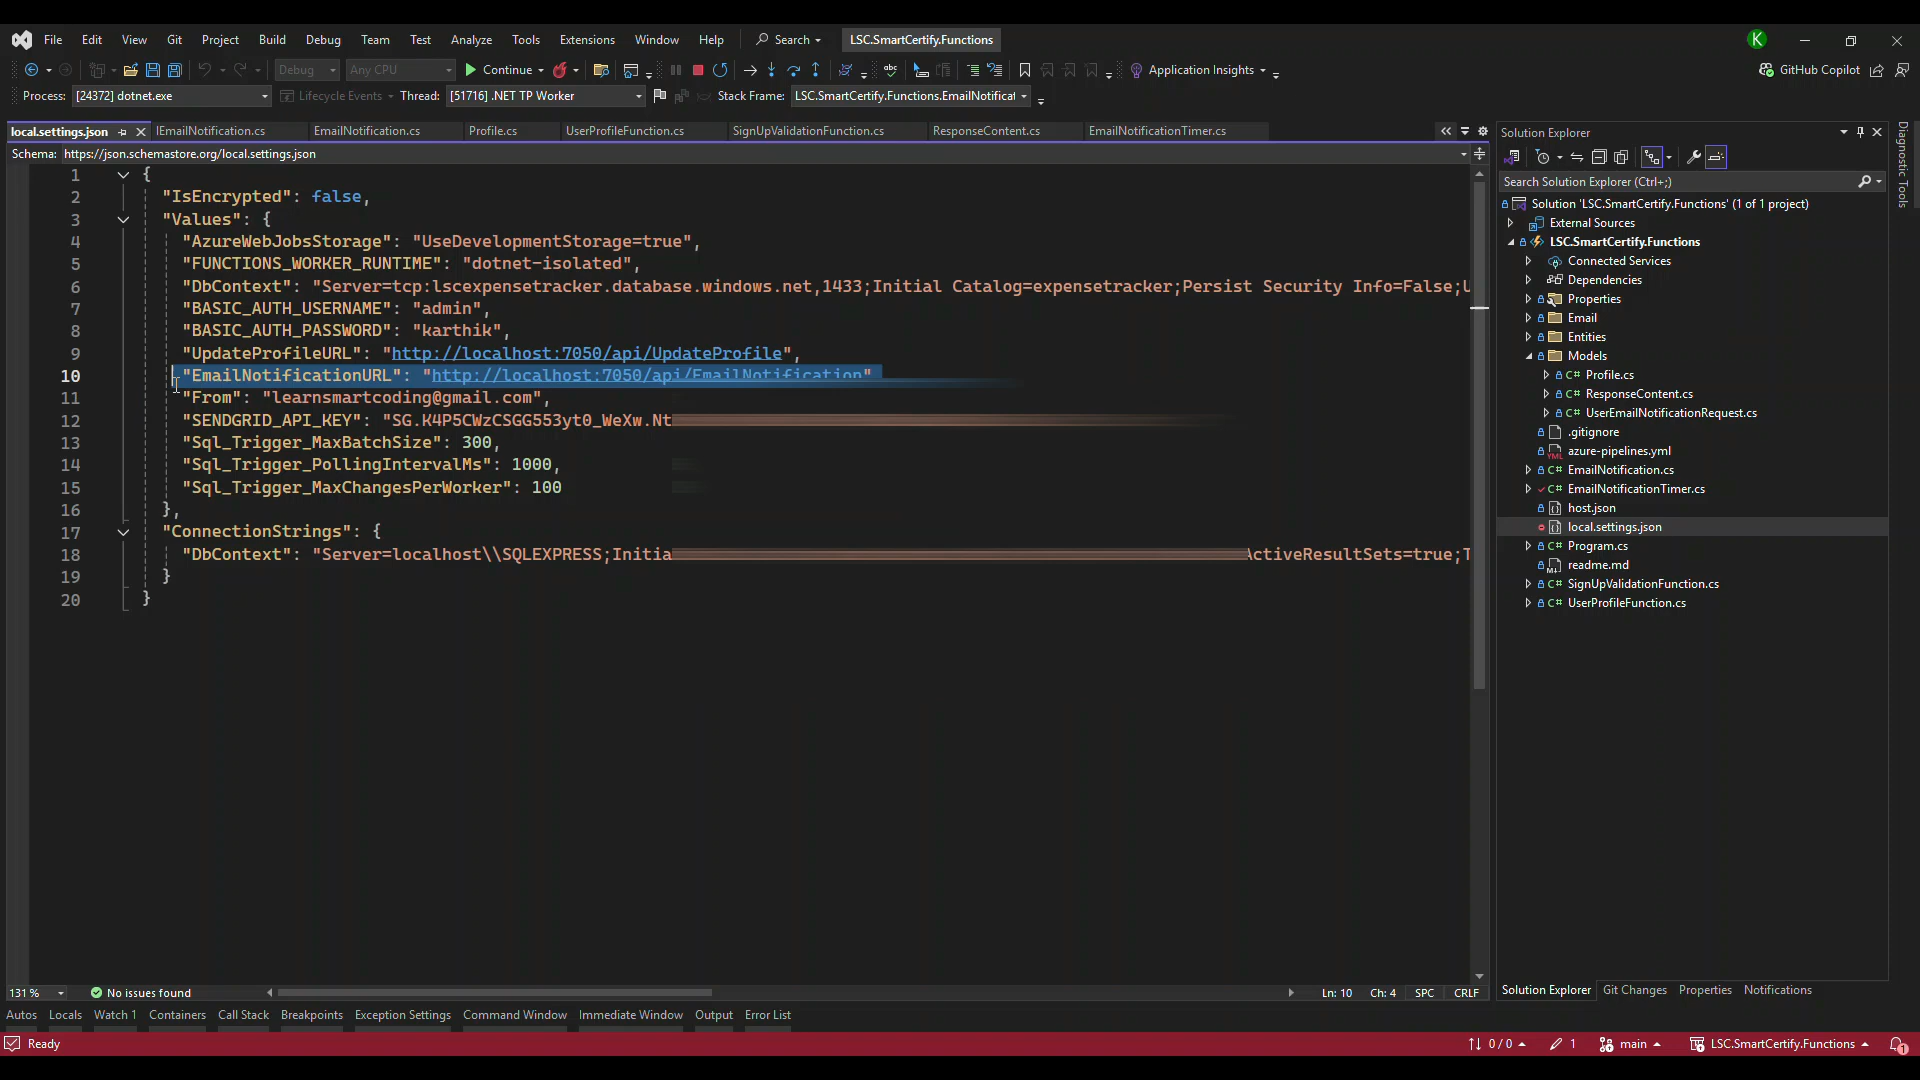 File Edit View Git Project Build Debug Team Test Analyze Tools Extensions Window Help Search LSC.SmartCertify.Functions K
Debug Any CPU Continue Application Insights GitHub Copilot
Process: [24372] dotnet.exe Lifecycle Events Thread: [51716] .NET TP Worker Stack Frame: LSC.SmartCertify.Functions.EmailNotificat
local.settings.json IEmailNotification.cs EmailNotification.cs Profile.cs UserProfileFunction.cs SignUpValidationFunction.cs ResponseContent.cs EmailNotificationTimer.cs
Schema: https://json.schemastore.org/local.settings.json
1 {
2 "IsEncrypted": false,
3 "Values": {
4 "AzureWebJobsStorage": "UseDevelopmentStorage=true",
5 "FUNCTIONS_WORKER_RUNTIME": "dotnet-isolated",
6 "DbContext": "Server=tcp:lscexpensetracker.database.windows.net,1433;Initial Catalog=expensetracker;Persist Security Info=False;U
7 "BASIC_AUTH_USERNAME": "admin",
8 "BASIC_AUTH_PASSWORD": "karthik",
9 "UpdateProfileURL": "http://localhost:7050/api/UpdateProfile",
10 "EmailNotificationURL": "http://localhost:7050/api/EmailNotification"
11 "From": "learnsmartcoding@gmail.com",
12 "SENDGRID_API_KEY": "SG.K4P5CWzCSGG553yt0_WeXw.Nt
13 "Sql_Trigger_MaxBatchSize": 300,
14 "Sql_Trigger_PollingIntervalMs": 1000,
15 "Sql_Trigger_MaxChangesPerWorker": 100
16 },
17 "ConnectionStrings": {
18 "DbContext": "Server=localhost\\SQLEXPRESS;Initia ActiveResultSets=true;T
19 }
20 }
Solution Explorer
Search Solution Explorer (Ctrl+;)
Solution 'LSC.SmartCertify.Functions' (1 of 1 project)
External Sources
LSC.SmartCertify.Functions
Connected Services
Dependencies
Properties
Email
Entities
Models
C# Profile.cs
C# ResponseContent.cs
C# UserEmailNotificationRequest.cs
.gitignore
YML azure-pipelines.yml
C# EmailNotification.cs
C# EmailNotificationTimer.cs
host.json
local.settings.json
C# Program.cs
readme.md
C# SignUpValidationFunction.cs
C# UserProfileFunction.cs
Diagnostic Tools
131 % No issues found Ln: 10 Ch: 4 SPC CRLF
Solution Explorer Git Changes Properties Notifications
Autos Locals Watch 1 Containers Call Stack Breakpoints Exception Settings Command Window Immediate Window Output Error List
Ready 0 / 0 1 main LSC.SmartCertify.Functions 1